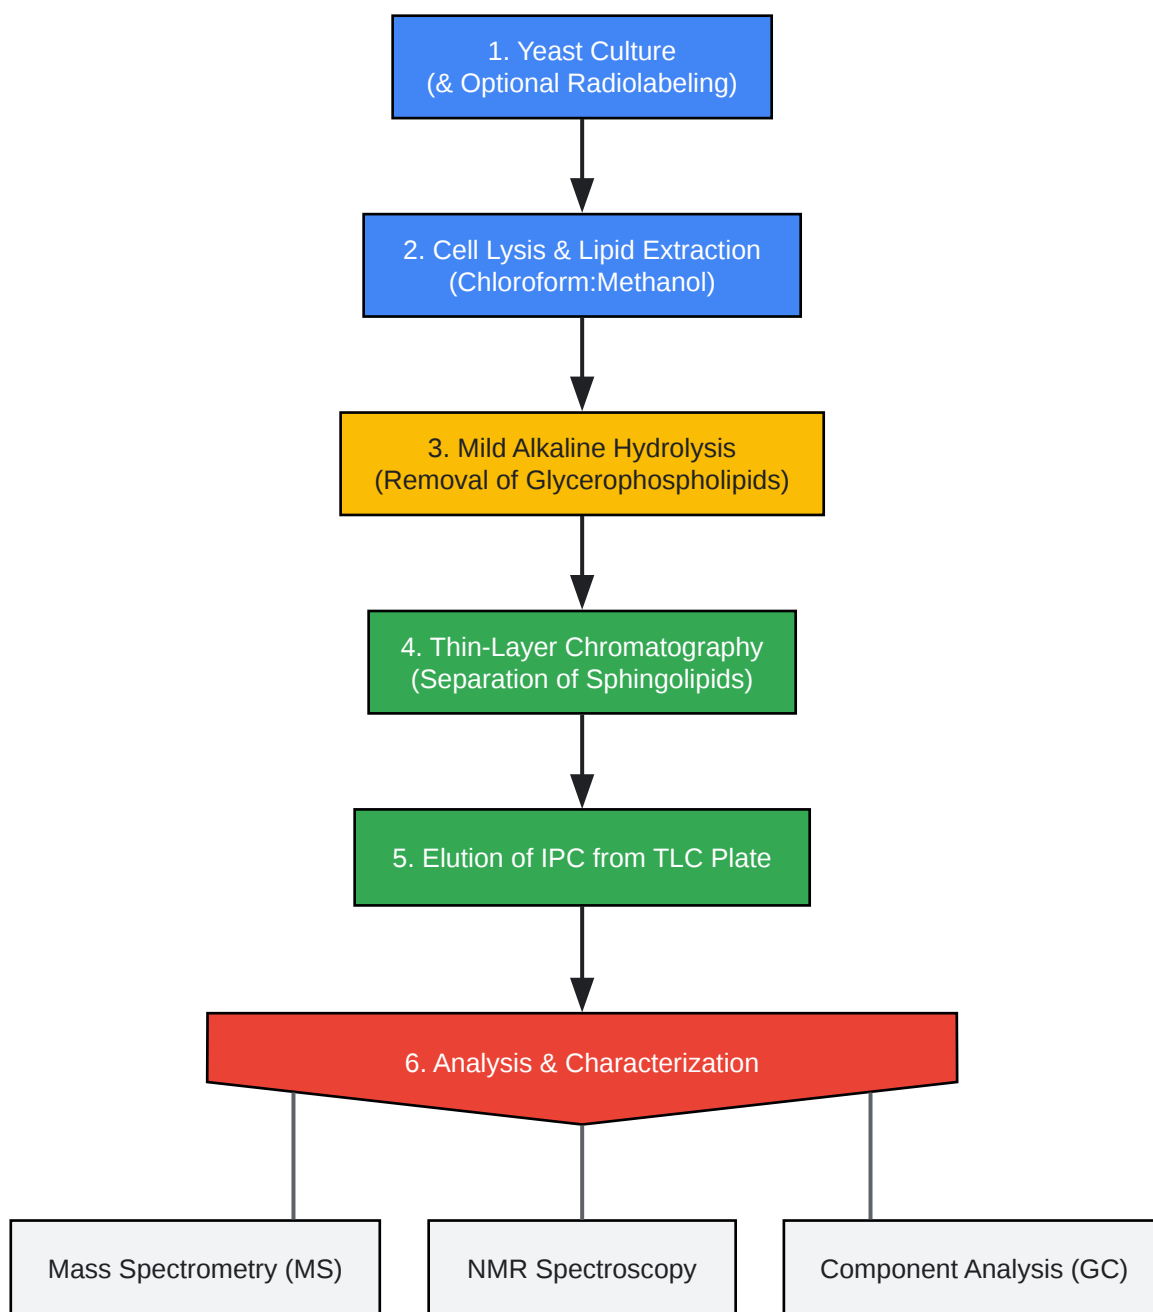 1. Yeast Culture
(& Optional Radiolabeling)
2. Cell Lysis & Lipid Extraction
(Chloroform:Methanol)
3. Mild Alkaline Hydrolysis
(Removal of Glycerophospholipids)
4. Thin-Layer Chromatography
(Separation of Sphingolipids)
5. Elution of IPC from TLC Plate
6. Analysis & Characterization
Mass Spectrometry (MS)
NMR Spectroscopy
Component Analysis (GC)